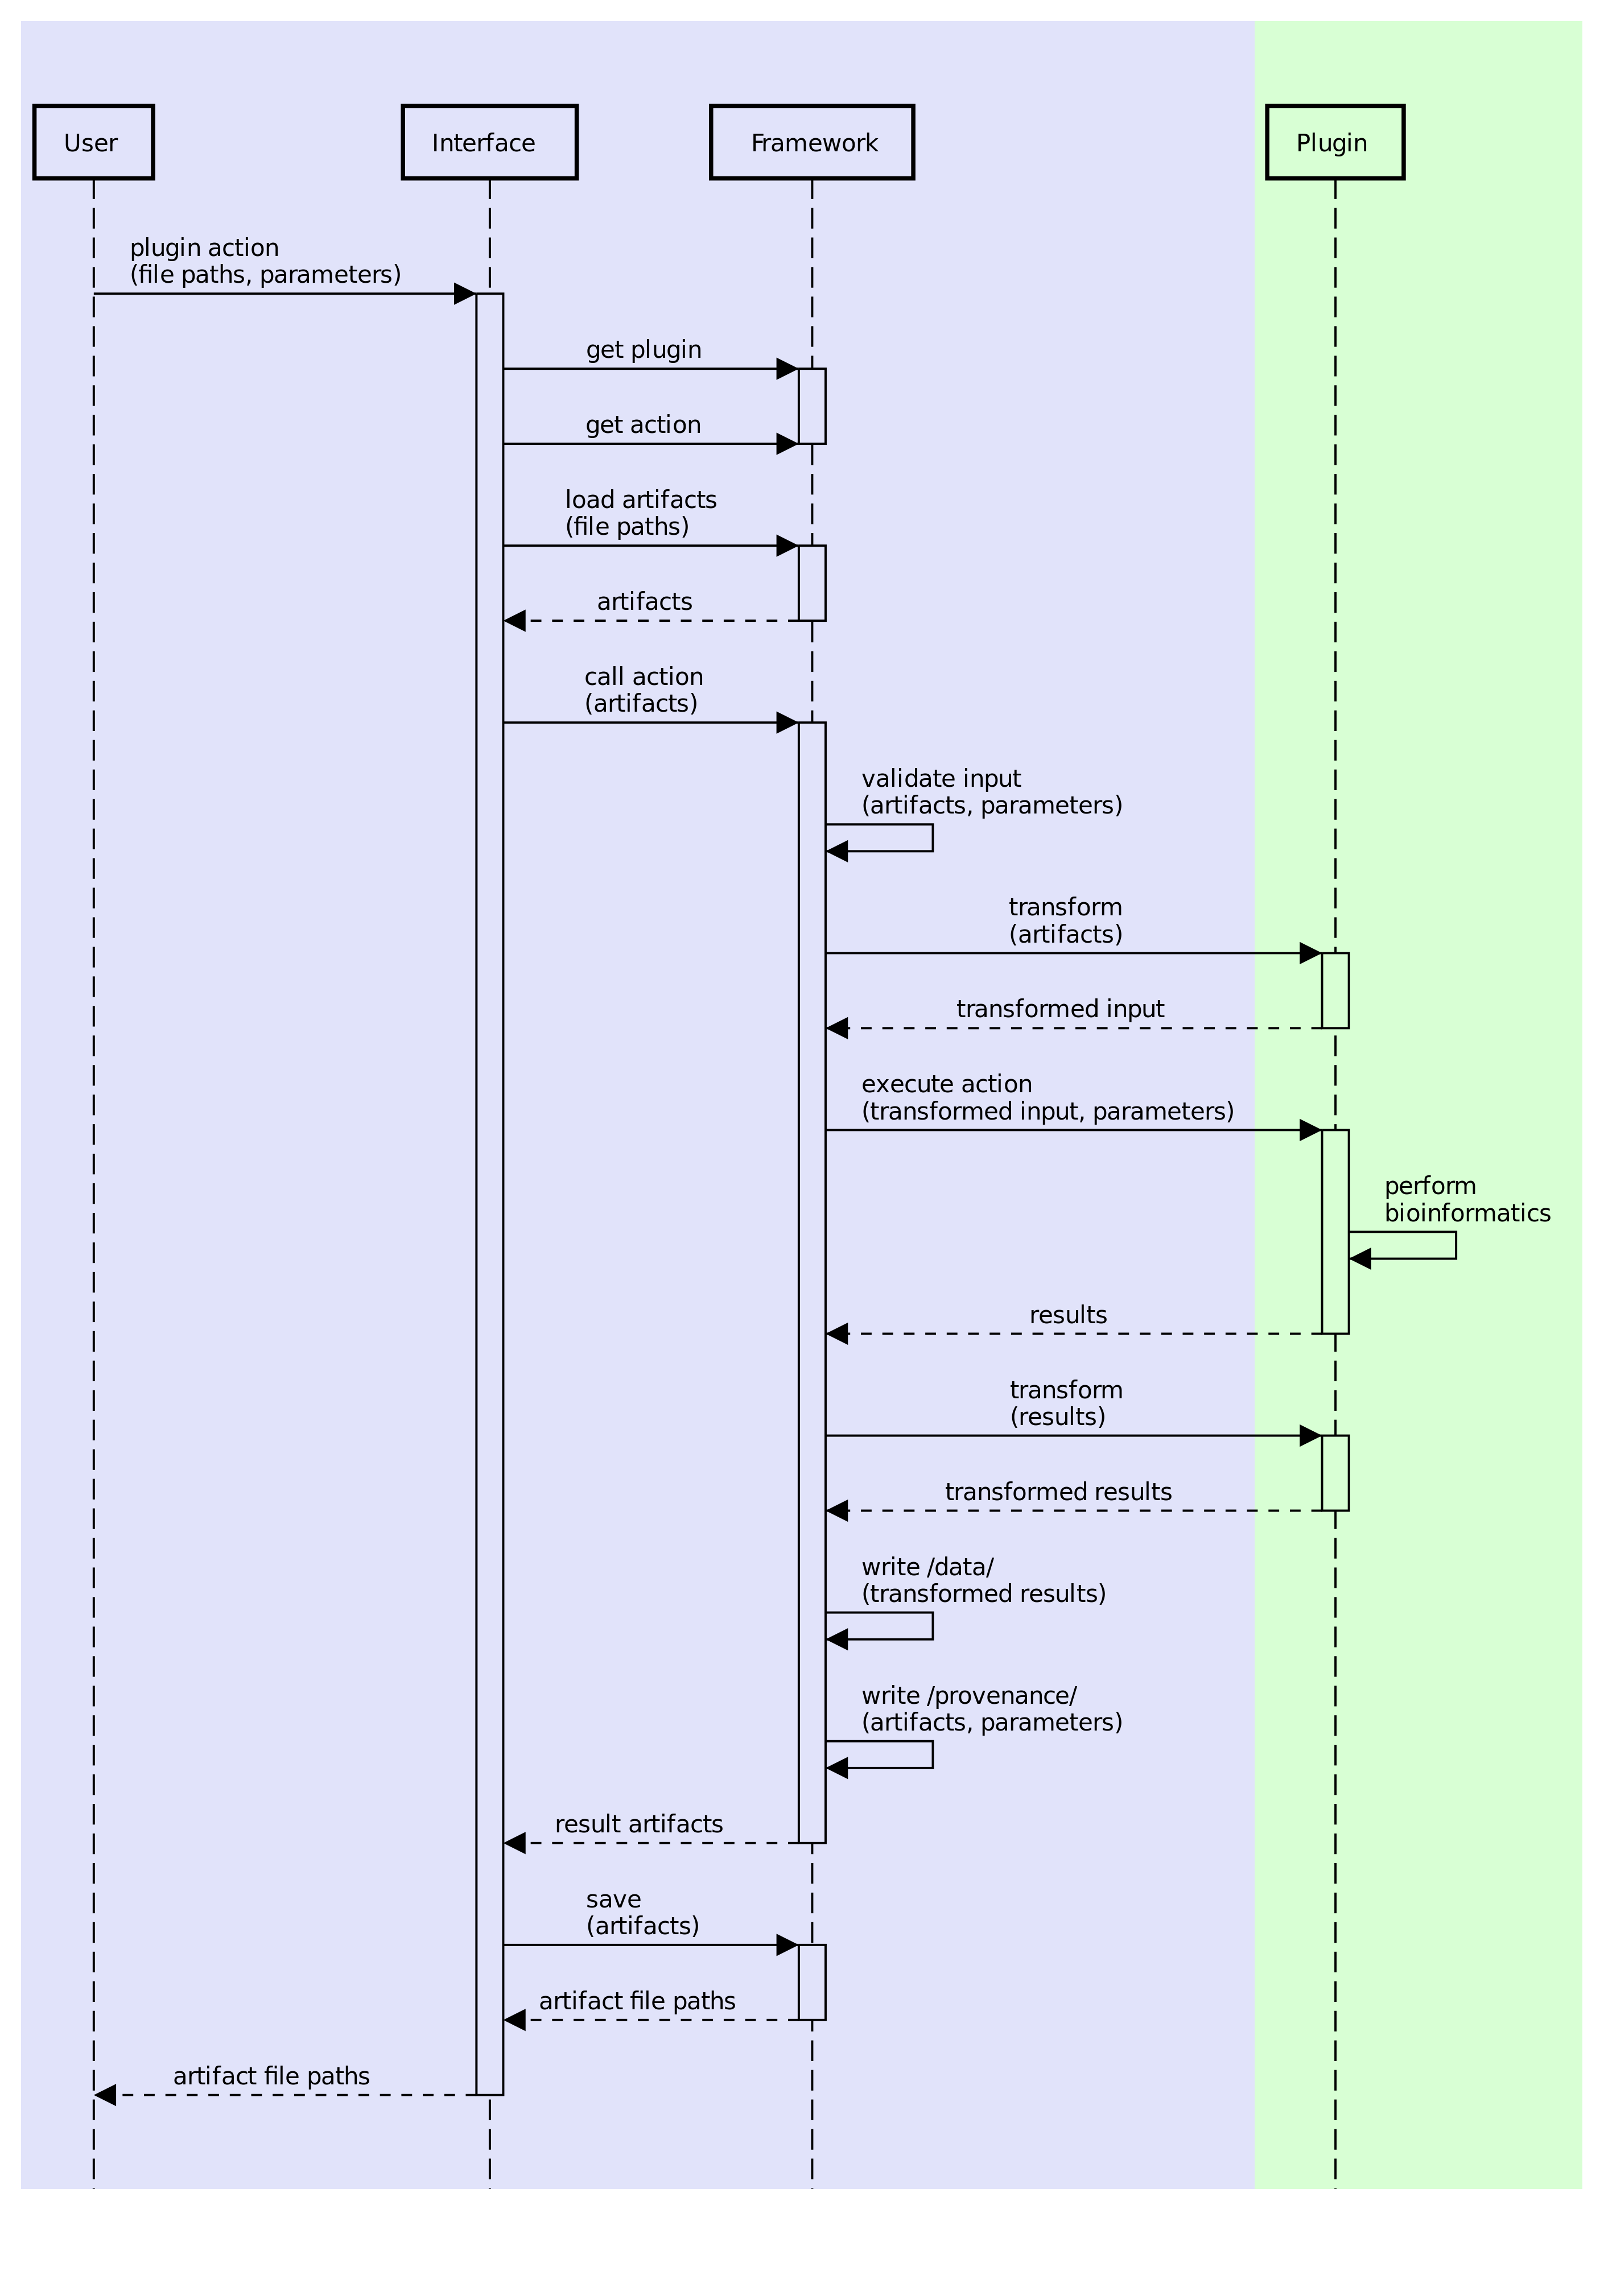 User
Interface
Framework
Plugin
plugin action
(file paths, parameters)
get plugin
get action
load artifacts
(file paths)
artifacts
call action
(artifacts)
validate input
(artifacts, parameters)
transform
(artifacts)
transformed input
execute action
(transformed input, parameters)
perform
bioinformatics
results
transform
(results)
transformed results
write /data/
(transformed results)
write /provenance/
(artifacts, parameters)
result artifacts
save
(artifacts)
artifact file paths
artifact file paths